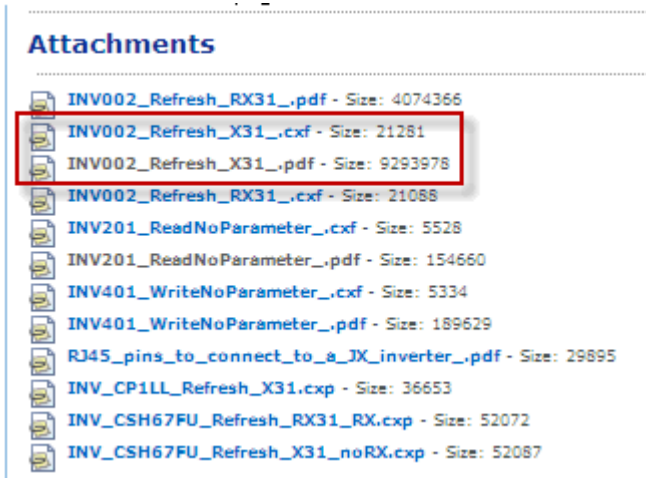 Attachments
INV002_Refresh_RX31_.pdf - Size: 4074366
INV002_Refresh_X31_.cxf - Size: 21281
INV002_Refresh_X31_.pdf - Size: 9293978
INV002_Refresh_RX31_.cxf - Size: 21088
INV201_ReadNoParameter_.cxf - Size: 5528
INV201_ReadNoParameter_.pdf - Size: 154660
INV401_WriteNoParameter_.cxf - Size: 5334
INV401_WriteNoParameter_.pdf - Size: 189629
RJ45_pins_to_connect_to_a_JX_inverter_.pdf - Size: 29895
INV_CP1LL_Refresh_X31.cxp - Size: 36653
INV_CSH67FU_Refresh_RX31_RX.cxp - Size: 52072
INV_CSH67FU_Refresh_X31_noRX.cxp - Size: 52087